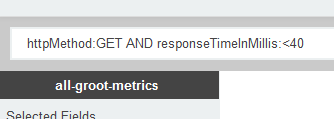 httpMethod:GET AND responseTimeInMillis:<40
all-groot-metrics
Selected Fields